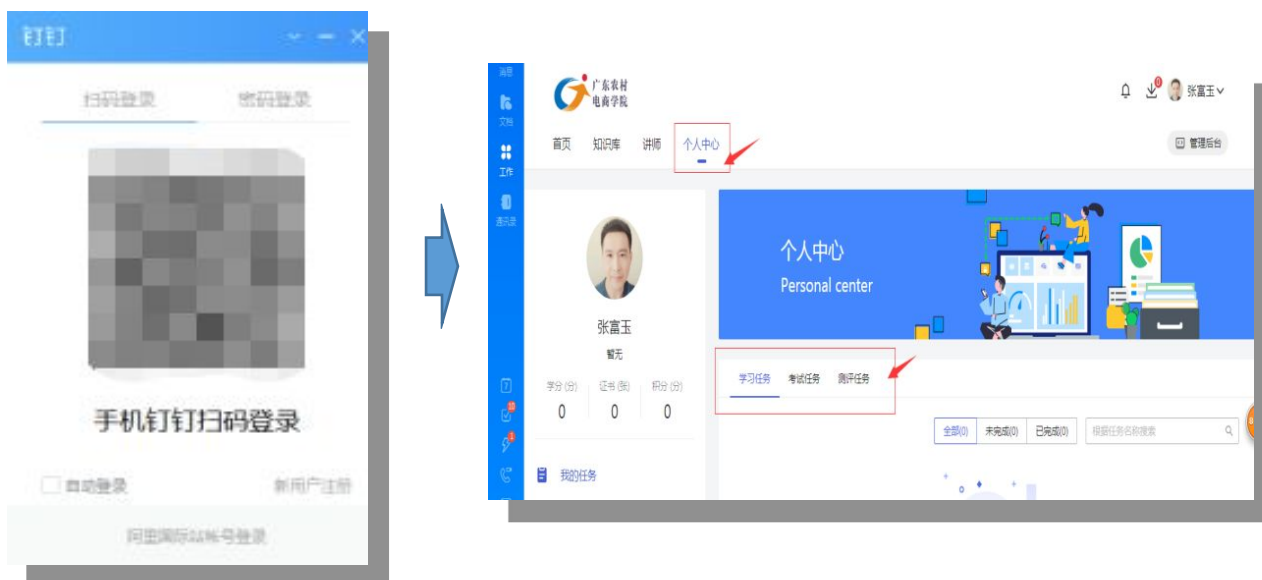 钉钉
扫码登录 密码登录
手机钉钉扫码登录
自动登录 新用户注册
阿里国际站帐号登录
消息
文档
工作
通讯录
7
10
1
广东农村
电商学院
0
张富玉
首页 知识库 讲师 个人中心
管理后台
张富玉
暂无
学分(分) 证书(张) 积分(分)
0 0 0
我的任务
个人中心
Personal center
学习任务 考试任务 测评任务
全部(0) 未完成(0) 已完成(0) 根据任务名称搜索